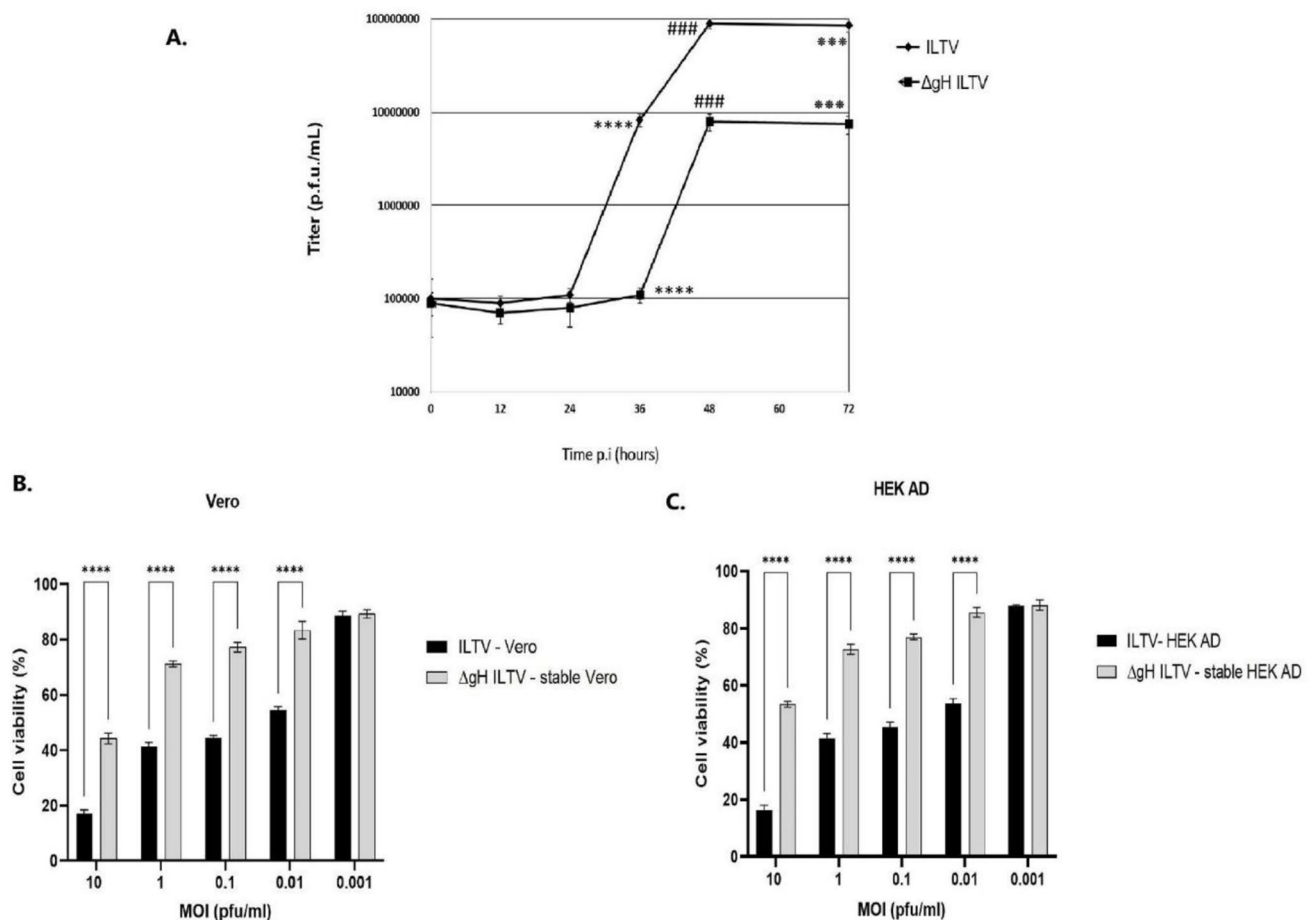 A.
100000000
10000000
1000000
100000
10000
Titer (p.f.u./mL)
###
***
****
###
***
****
0 12 24 36 48 60 72
Time p.i (hours)
ILTV
ΔgH ILTV
B.
Vero
**** **** **** ****
100
80
60
40
20
0
Cell viability (%)
10 1 0.1 0.01 0.001
MOI (pfu/ml)
ILTV - Vero
ΔgH ILTV - stable Vero
C.
HEK AD
**** **** **** ****
100
80
60
40
20
0
Cell viability (%)
10 1 0.1 0.01 0.001
MOI (pfu/ml)
ILTV- HEK AD
ΔgH ILTV - stable HEK AD